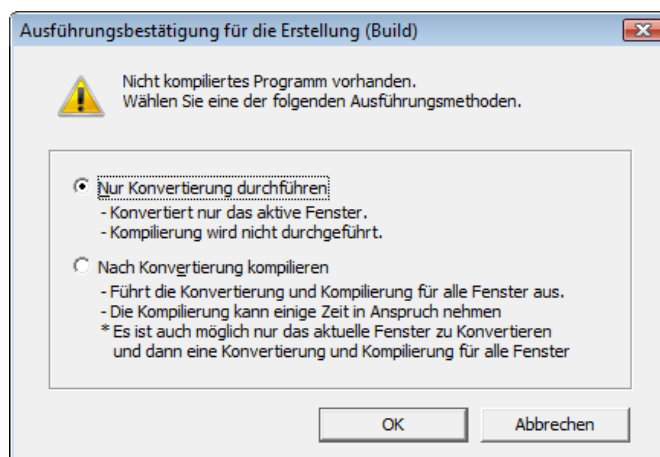 Ausführungsbestätigung für die Erstellung (Build)
Nicht kompiliertes Programm vorhanden.
Wählen Sie eine der folgenden Ausführungsmethoden.
Nur Konvertierung durchführen
- Konvertiert nur das aktive Fenster.
- Kompilierung wird nicht durchgeführt.
Nach Konvertierung kompilieren
- Führt die Konvertierung und Kompilierung für alle Fenster aus.
- Die Kompilierung kann einige Zeit in Anspruch nehmen
* Es ist auch möglich nur das aktuelle Fenster zu Konvertieren
und dann eine Konvertierung und Kompilierung für alle Fenster
OK
Abbrechen